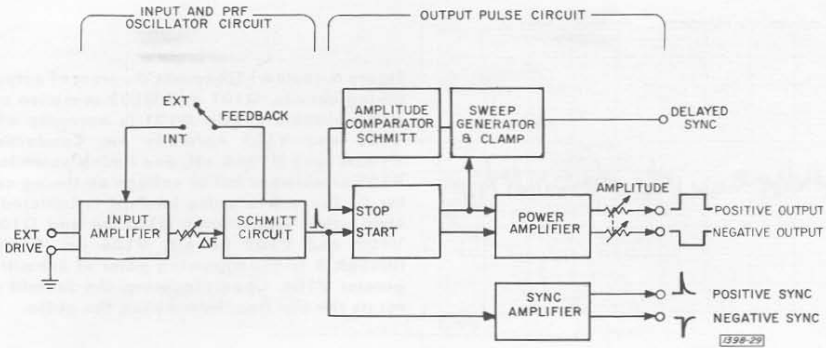 INPUT AND PRF
OSCILLATOR CIRCUIT
OUTPUT PULSE CIRCUIT
EXT
FEEDBACK
INT
AMPLITUDE
COMPARATOR
SCHMITT
SWEEP
GENERATOR
& CLAMP
DELAYED
SYNC
EXT
DRIVE
INPUT
AMPLIFIER
ΔF
SCHMITT
CIRCUIT
STOP
START
POWER
AMPLIFIER
AMPLITUDE
POSITIVE OUTPUT
NEGATIVE OUTPUT
SYNC
AMPLIFIER
POSITIVE SYNC
NEGATIVE SYNC
1398-29